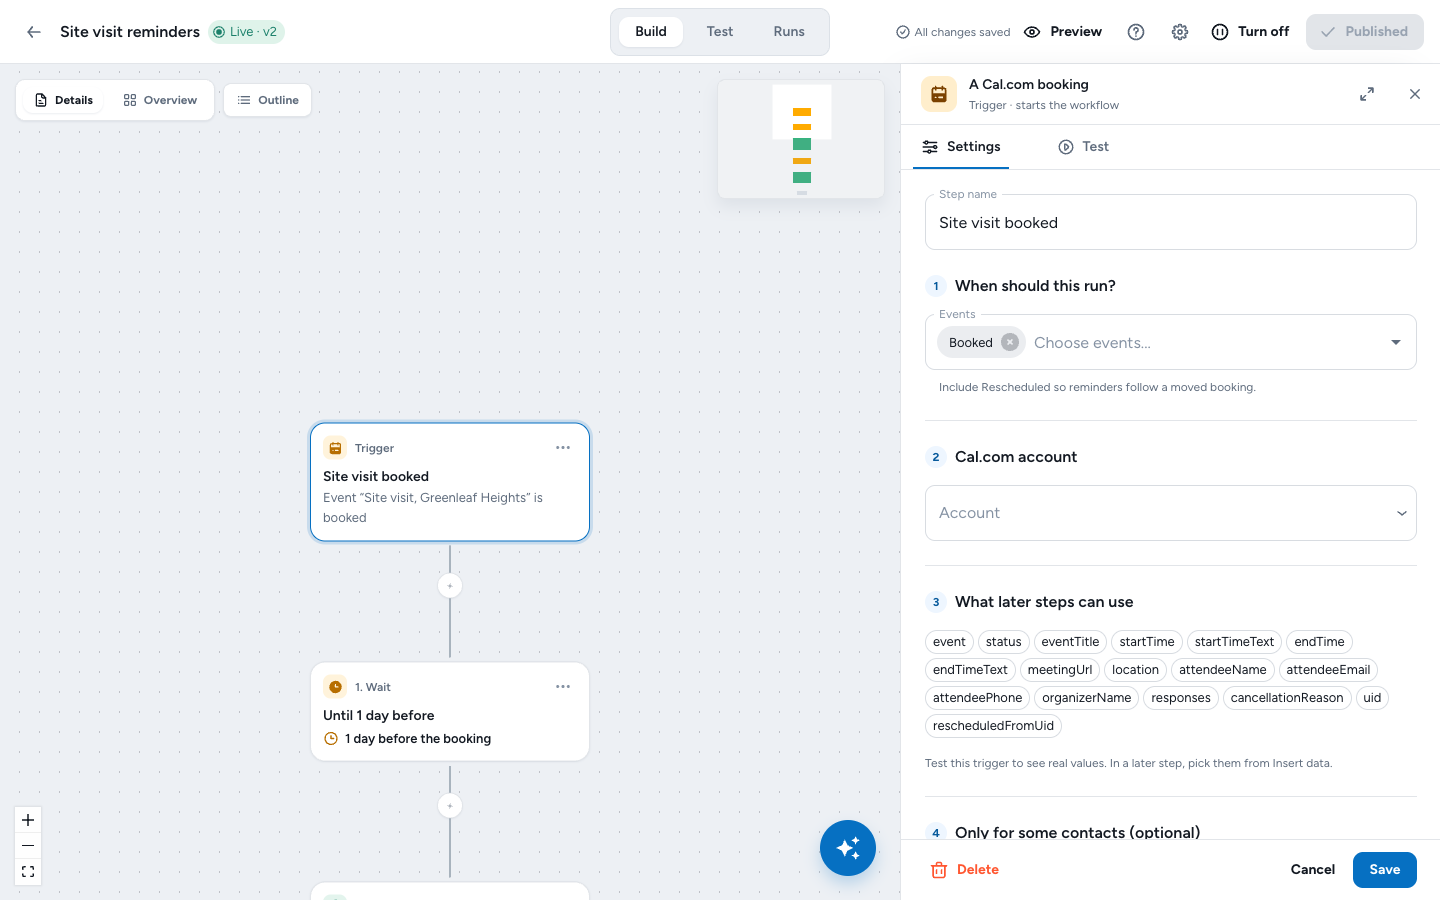 Site visit reminders
Live · v2
Build
Test
Runs
All changes saved
Preview
Turn off
Published
Details
Overview
Outline
Trigger
Site visit booked
Event “Site visit, Greenleaf Heights” is
booked
1. Wait
Until 1 day before
1 day before the booking
A Cal.com booking
Trigger · starts the workflow
Settings
Test
Step name
Site visit booked
1 When should this run?
Events
Booked
Choose events...
Include Rescheduled so reminders follow a moved booking.
2 Cal.com account
Account
3 What later steps can use
event status eventTitle startTime startTimeText endTime
endTimeText meetingUrl location attendeeName attendeeEmail
attendeePhone organizerName responses cancellationReason uid
rescheduledFromUid
Test this trigger to see real values. In a later step, pick them from Insert data.
4 Only for some contacts (optional)
Delete
Cancel
Save